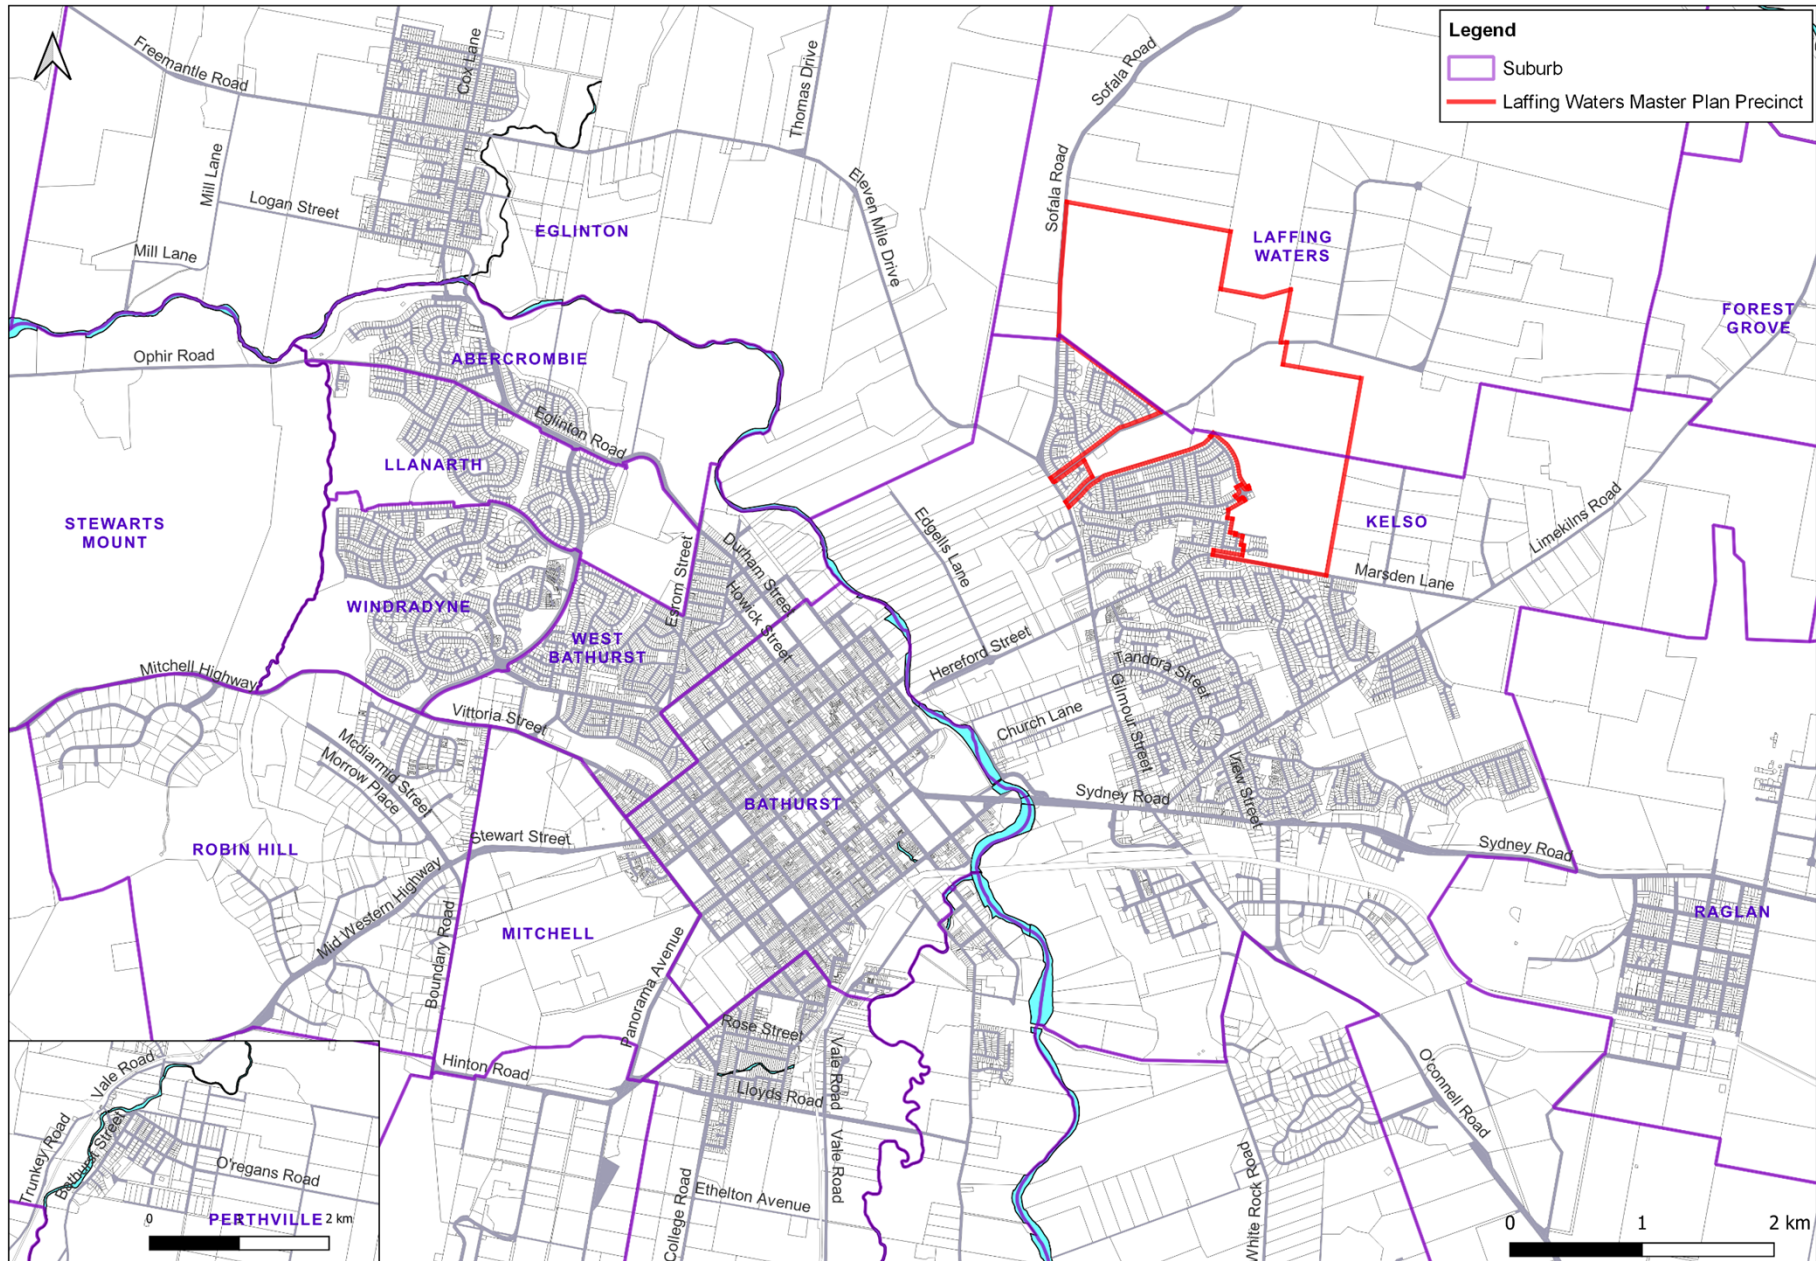 Legend
Suburb
Laffing Waters Master Plan Precinct
Freemantle Road
Cox Lane
Thomas Drive
Sofala Road
Mill Lane
Logan Street
Eleven Mile Drive
Sofala Road
EGLINTON
LAFFING
WATERS
Mill Lane
FOREST
GROVE
Ophir Road
ABERCROMBIE
Eglinton Road
LLANARTH
STEWARTS
MOUNT
Edgells Lane
KELSO
Limekilns Road
Durham Street
Howick Street
Esrom Street
Marsden Lane
WINDRADYNE
WEST
BATHURST
Hereford Street
Tandora Street
Gilmour Street
Mitchell Highway
Vittoria Street
Church Lane
Mcdiarmid Street
Morrow Place
View Street
BATHURST
Sydney Road
Stewart Street
Sydney Road
ROBIN HILL
Mid Western Highway
Boundary Road
MITCHELL
Panorama Avenue
RAGLAN
Rose Street
Vale Road
Hinton Road
Lloyds Road
O'connell Road
Vale Road
Trunkey Road
Bathurst Street
O'regans Road
College Road
Ethelton Avenue
Vale Road
White Rock Road
PERTHVILLE
0 2 km
0 1 2 km